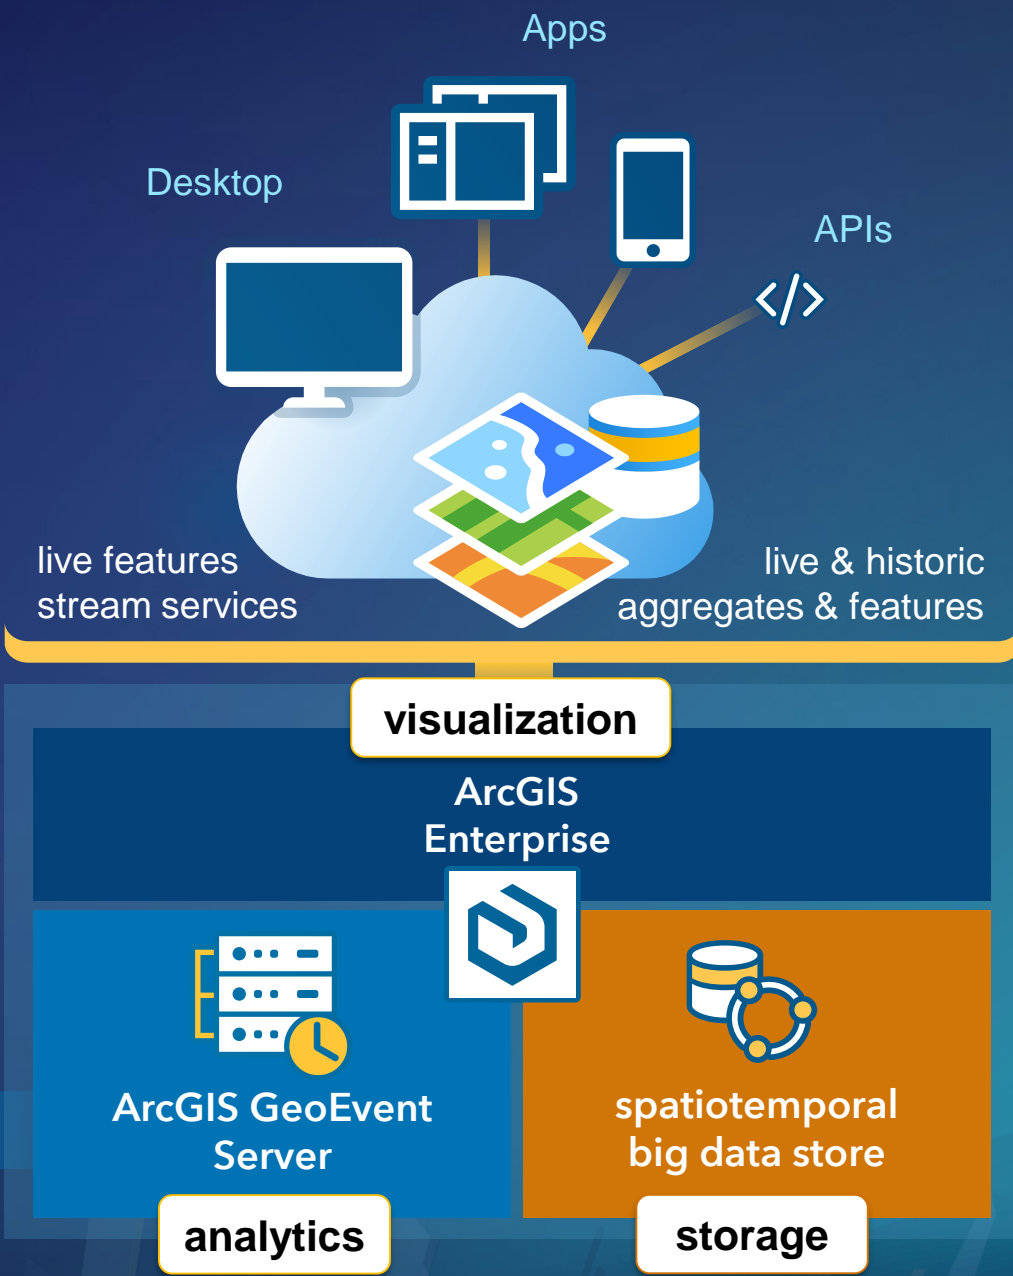 Apps
Desktop
APIs
live features
stream services
live & historic
aggregates & features
visualization
ArcGIS
Enterprise
ArcGIS GeoEvent
Server
spatiotemporal
big data store
analytics
storage